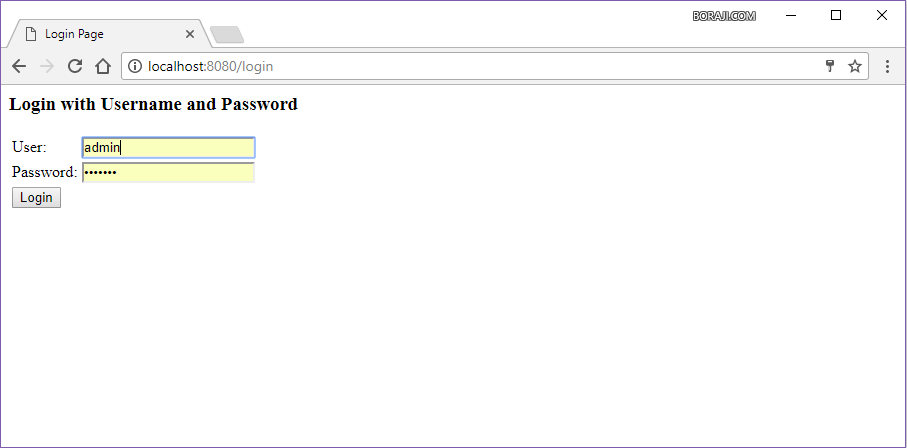 BORAJI.COM
Login Page
localhost:8080/login
Login with Username and Password
User: admin
Password: •••••••
Login